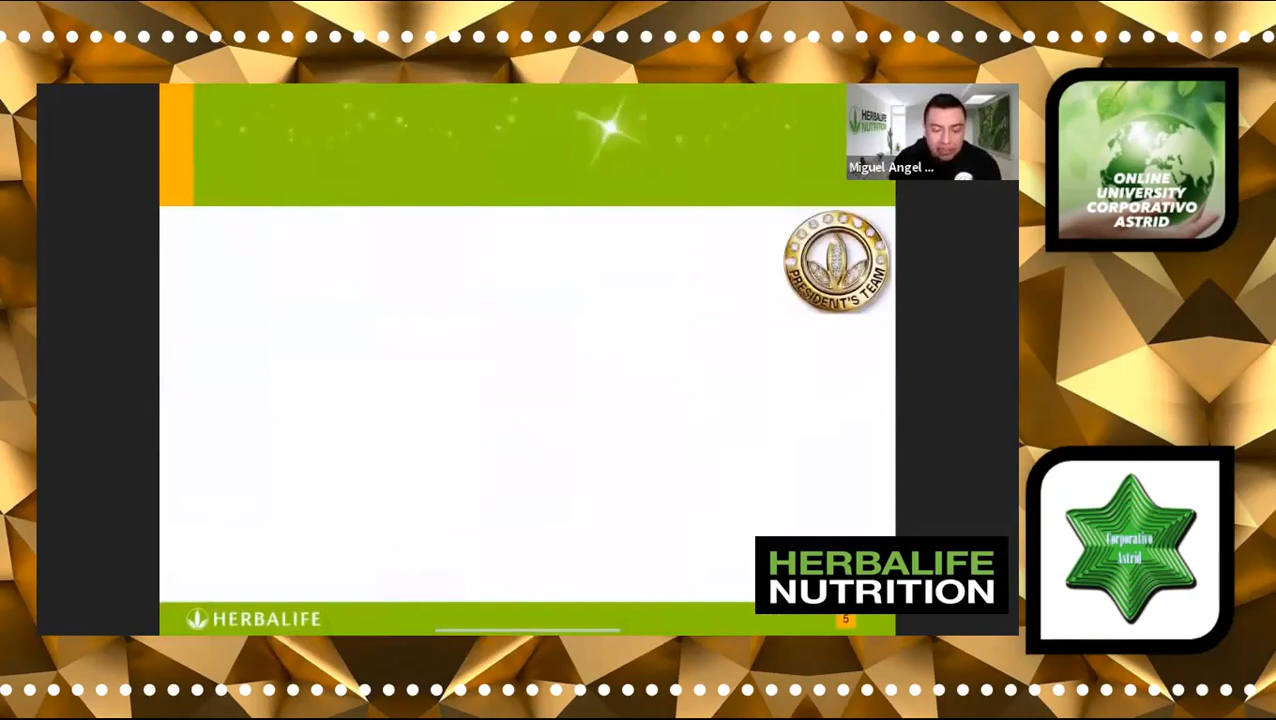 HERBALIFE
NUTRITION
Miguel Angel ...
ONLINE
UNIVERSITY
CORPORATIVO
ASTRID
PRESIDENT'S TEAM
Corporativo
Astrid
HERBALIFE
NUTRITION
HERBALIFE
5